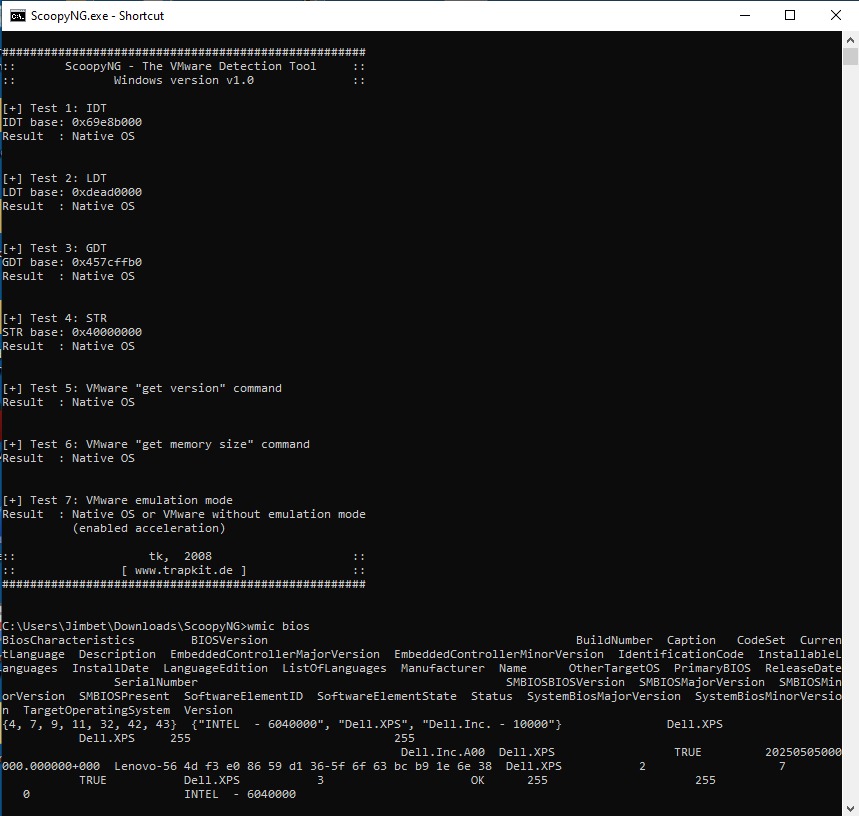 ScoopyNG.exe - Shortcut
####################################################
::       ScoopyNG - The VMware Detection Tool     ::
::              Windows version v1.0              ::
[+] Test 1: IDT
IDT base: 0x69e8b000
Result  : Native OS
[+] Test 2: LDT
LDT base: 0xdead0000
Result  : Native OS
[+] Test 3: GDT
GDT base: 0x457cffb0
Result  : Native OS
[+] Test 4: STR
STR base: 0x40000000
Result  : Native OS
[+] Test 5: VMware "get version" command
Result  : Native OS
[+] Test 6: VMware "get memory size" command
Result  : Native OS
[+] Test 7: VMware emulation mode
Result  : Native OS or VMware without emulation mode
          (enabled acceleration)
::                   tk,  2008                    ::
::               [ www.trapkit.de ]               ::
####################################################
C:\Users\Jimbet\Downloads\ScoopyNG>wmic bios
BiosCharacteristics        BIOSVersion                                            BuildNumber  Caption   CodeSet  Curren
tLanguage  Description  EmbeddedControllerMajorVersion  EmbeddedControllerMinorVersion  IdentificationCode  InstallableL
anguages  InstallDate  LanguageEdition  ListOfLanguages  Manufacturer  Name      OtherTargetOS  PrimaryBIOS  ReleaseDate
                SerialNumber                                            SMBIOSBIOSVersion  SMBIOSMajorVersion  SMBIOSMin
orVersion  SMBIOSPresent  SoftwareElementID  SoftwareElementState  Status  SystemBiosMajorVersion  SystemBiosMinorVersio
n  TargetOperatingSystem  Version
{4, 7, 9, 11, 32, 42, 43}  {"INTEL  - 6040000", "Dell.XPS", "Dell.Inc. - 10000"}               Dell.XPS
           Dell.XPS     255                             255
                                                         Dell.Inc.A00  Dell.XPS                 TRUE         20250505000
000.000000+000  Lenovo-56 4d f3 e0 86 59 d1 36-5f 6f 63 bc b9 1e 6e 38  Dell.XPS           2                   7
           TRUE           Dell.XPS           3                     OK      255                     255
   0                      INTEL  - 6040000